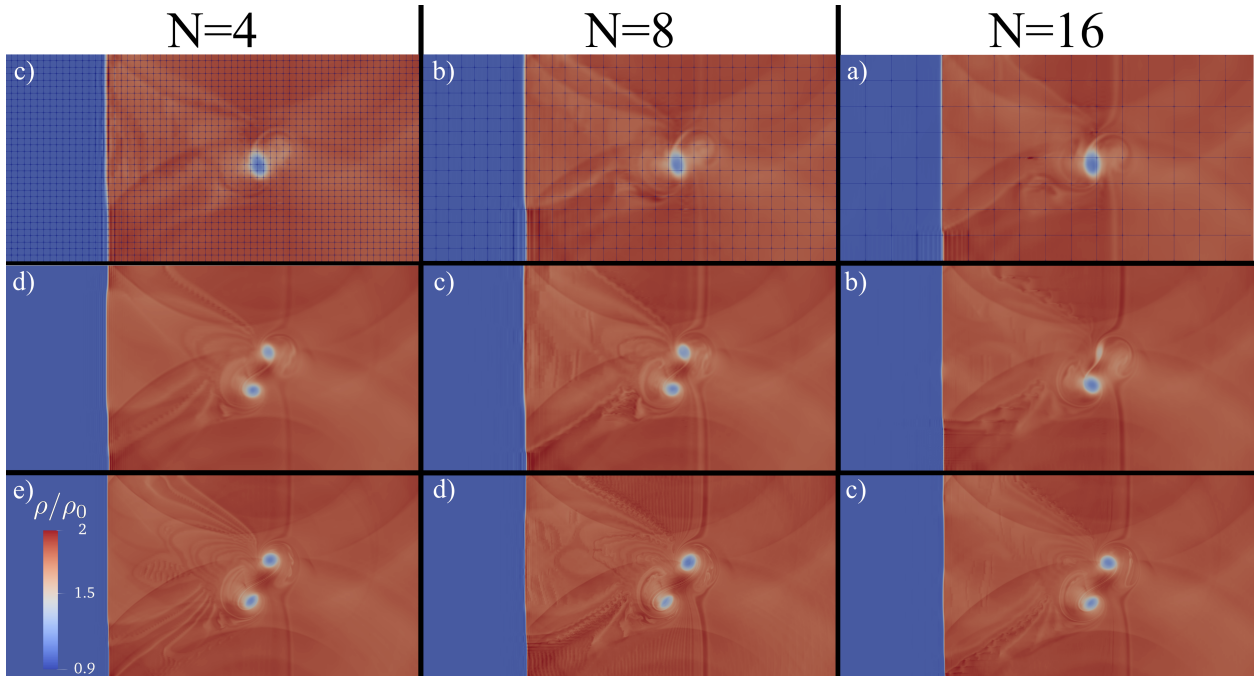 N=4 N=8 N=16
c) b) a)
d) c) b)
e) d) c)
ρ/ρ₀
2
1.5
0.9